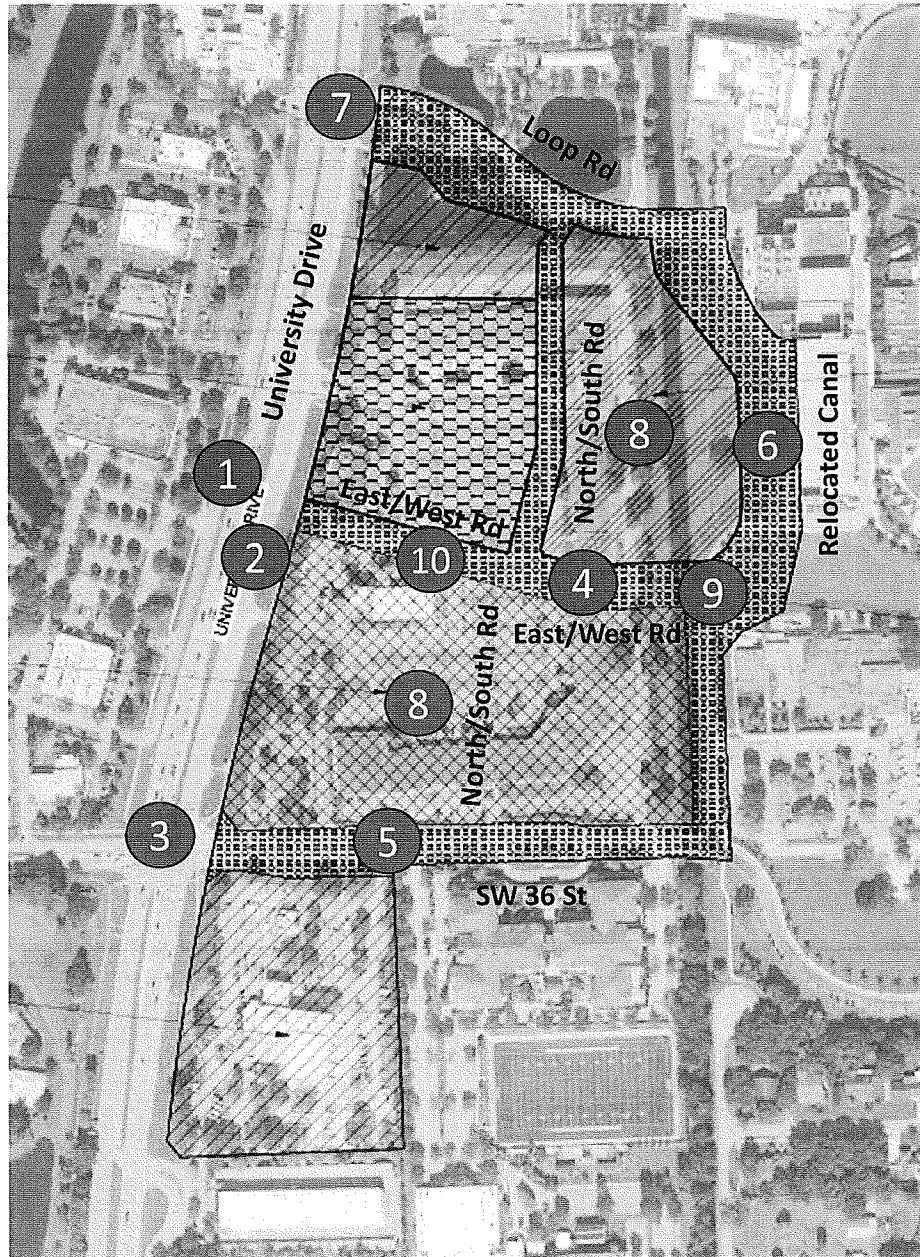 7
Loop Rd
University Drive
North/South Rd
8
6
Relocated Canal
1
East/West Rd
UNIVERSITY DRIVE
2
10
4
9
East/West Rd
North/South Rd
8
3
5
SW 36 St